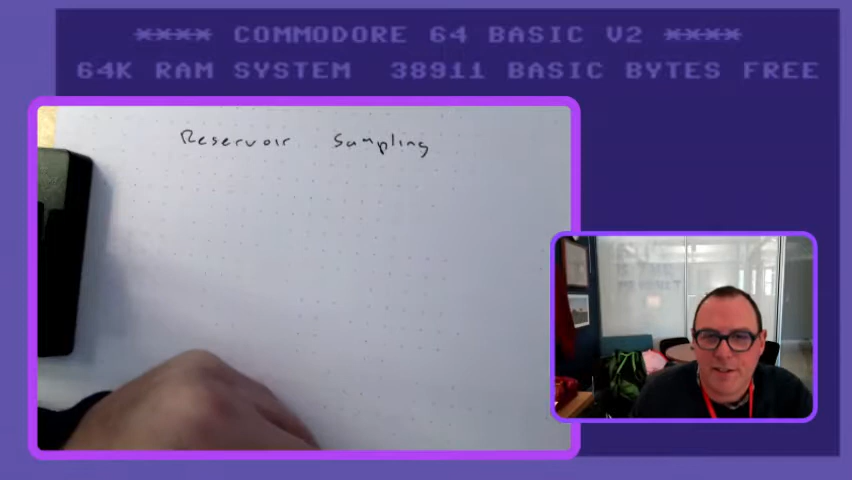 **** COMMODORE 64 BASIC V2 ****
64K RAM SYSTEM 38911 BASIC BYTES FREE
Reservoir Sampling